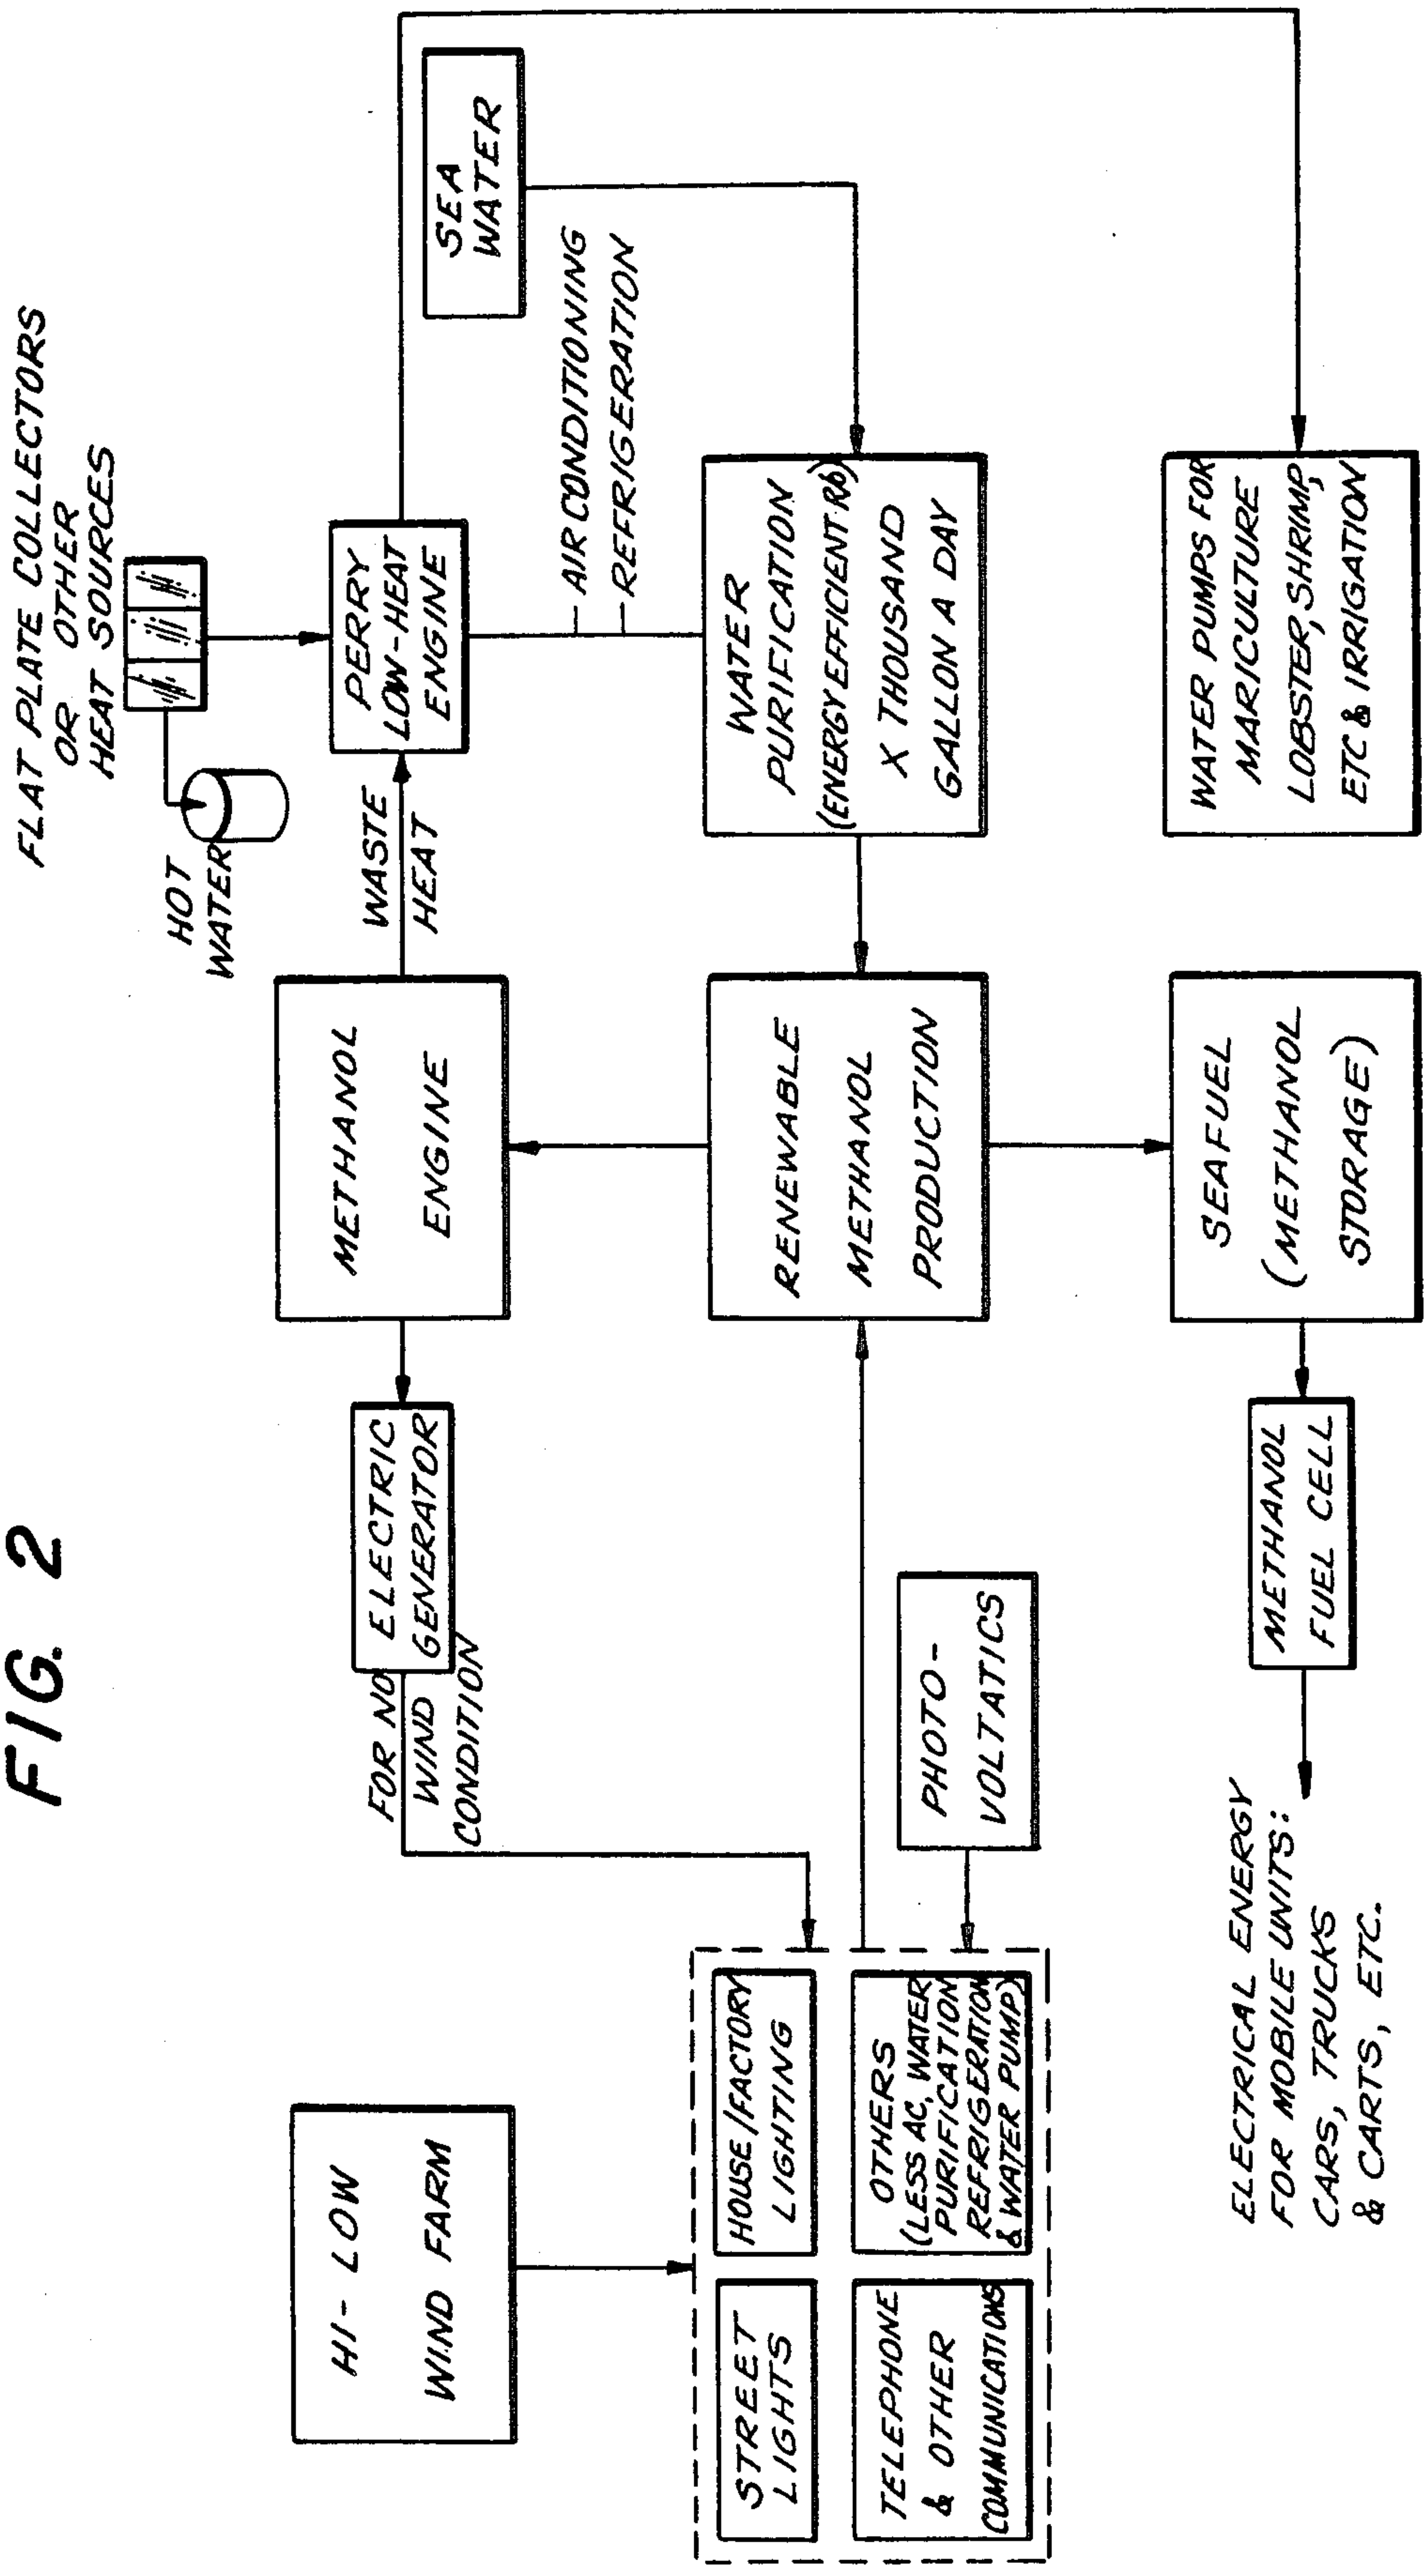 FIG. 2
FLAT PLATE COLLECTORS
OR OTHER
HEAT SOURCES
HOT
WATER
HI-LOW
WIND FARM
FOR NO
WIND
CONDITION
ELECTRIC
GENERATOR
METHANOL
ENGINE
WASTE
HEAT
PERRY
LOW-HEAT
ENGINE
SEA
WATER
AIR CONDITIONING
REFRIGERATION
STREET
LIGHTS
HOUSE/FACTORY
LIGHTING
TELEPHONE
& OTHER
COMMUNICATIONS
OTHERS
(LESS AC, WATER
PURIFICATION
REFRIGERATION
& WATER PUMP)
PHOTO-
VOLTATICS
RENEWABLE
METHANOL
PRODUCTION
WATER
PURIFICATION
(ENERGY EFFICIENT RO)
X THOUSAND
GALLON A DAY
ELECTRICAL ENERGY
FOR MOBILE UNITS:
CARS, TRUCKS
& CARTS, ETC.
METHANOL
FUEL CELL
SEAFUEL
(METHANOL
STORAGE)
WATER PUMPS FOR
MARICULTURE
LOBSTER, SHRIMP,
ETC & IRRIGATION